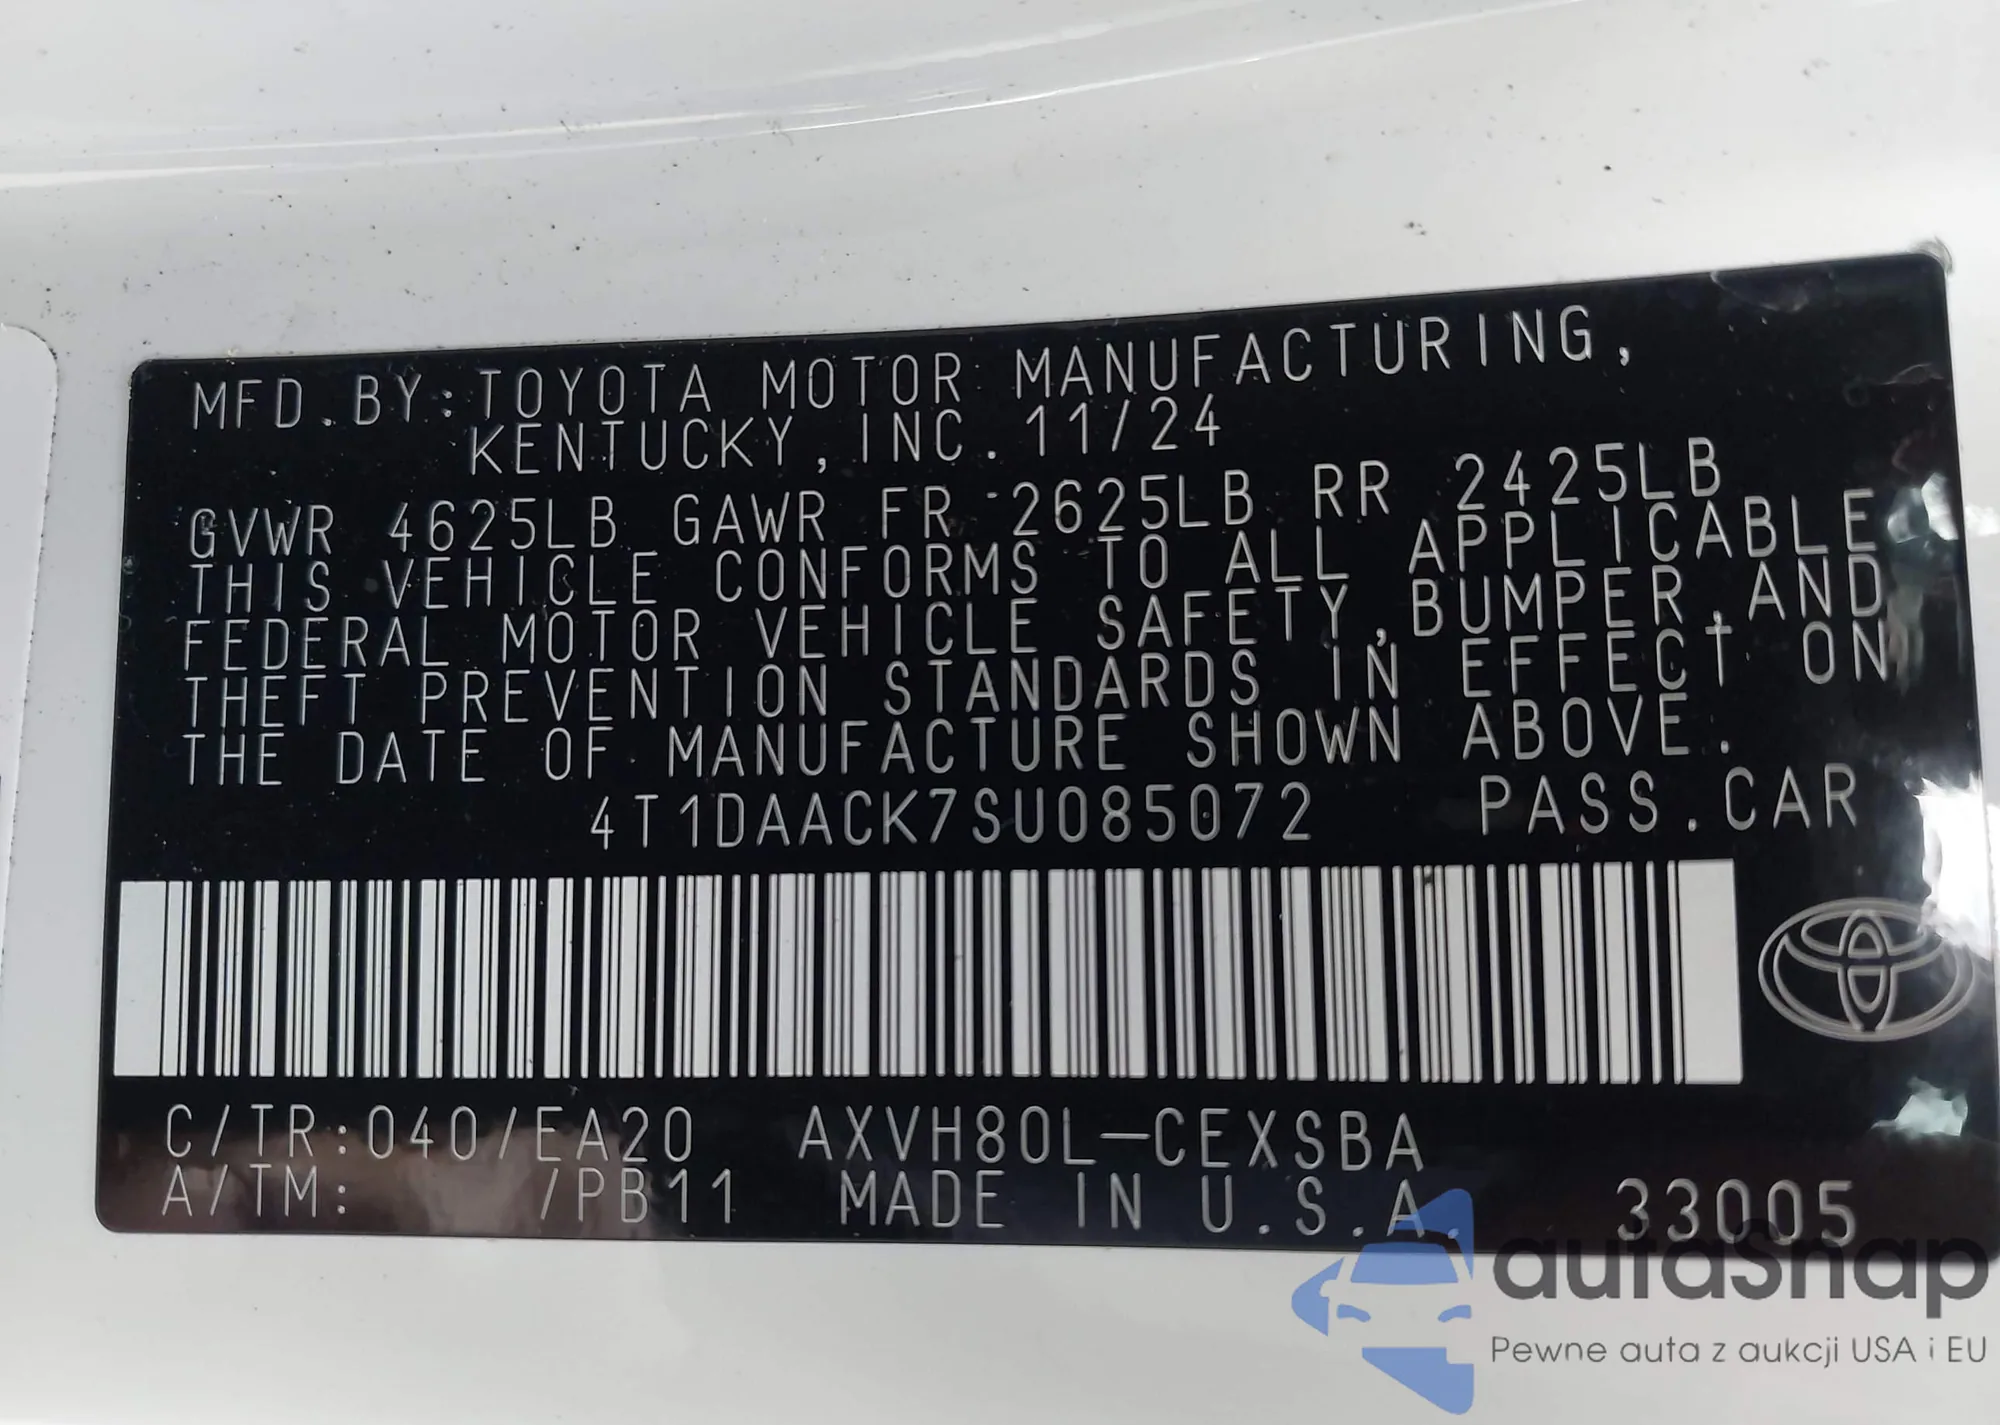 MFD.BY:TOYOTA MOTOR MANUFACTURING,
KENTUCKY,INC.11/24
GVWR 4625LB GAWR FR 2625LB RR 2425LB
THIS VEHICLE CONFORMS TO ALL APPLICABLE
FEDERAL MOTOR VEHICLE SAFETY,BUMPER,AND
THEFT PREVENTION STANDARDS IN EFFECT ON
THE DATE OF MANUFACTURE SHOWN ABOVE.
4T1DAACK7SU085072 PASS.CAR
C/TR:040/EA20 AXVH80L-CEXSBA
A/TM: /PB11 MADE IN U.S.A. 33005
autaSnap
Pewne auta z aukcji USA i EU